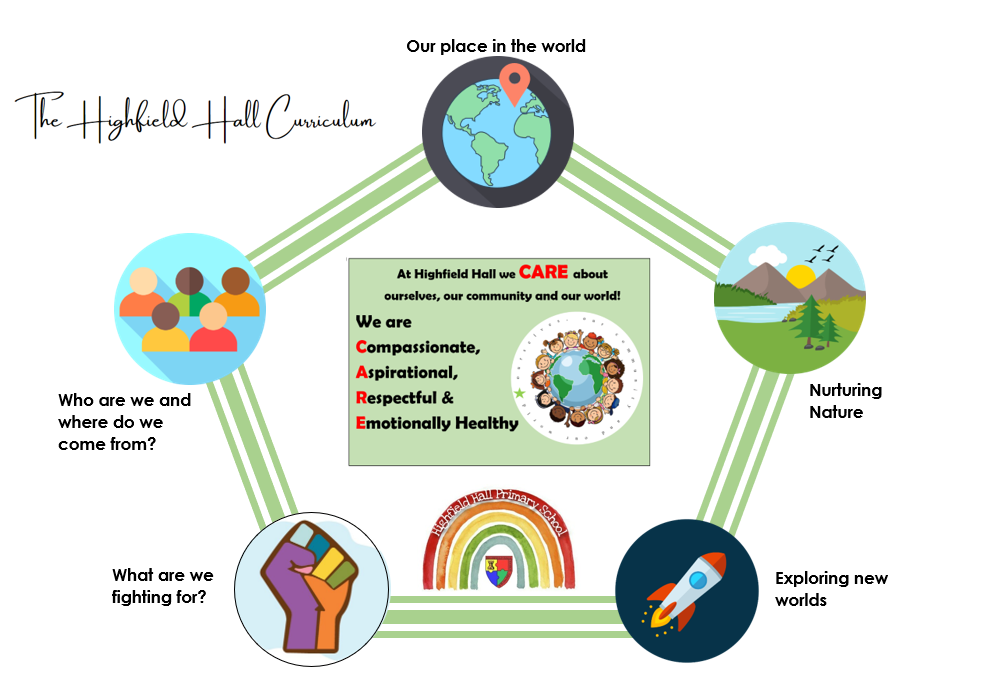 Our place in the world
The Highfield Hall Curriculum
At Highfield Hall we CARE about
ourselves, our community and our world!
We are
Compassionate,
Aspirational,
Respectful &
Emotionally Healthy
Nurturing
Nature
Who are we and
where do we
come from?
Highfield Hall Primary School
What are we
fighting for?
Exploring new
worlds